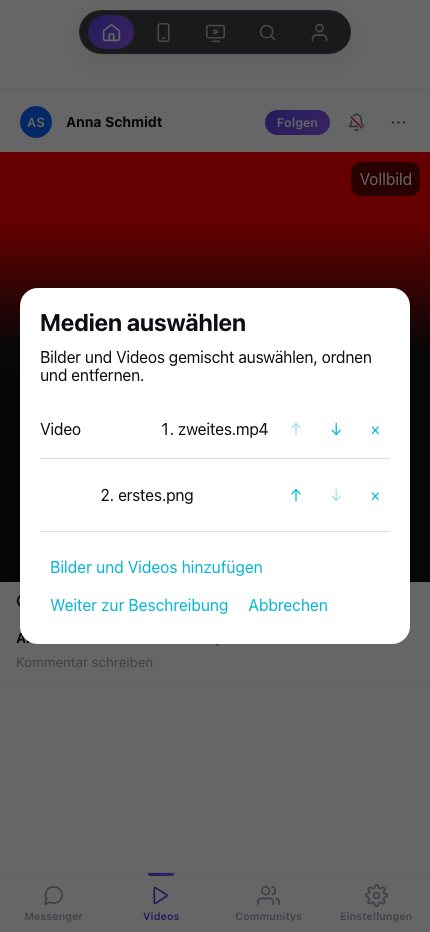 AS
Anna Schmidt
Folgen
Vollbild
Medien auswählen
Bilder und Videos gemischt auswählen, ordnen
und entfernen.
Video 1. zweites.mp4 ↑ ↓ ×
2. erstes.png ↑ ↓ ×
Bilder und Videos hinzufügen
Weiter zur Beschreibung Abbrechen
Kommentar schreiben
Messenger Videos Communitys Einstellungen